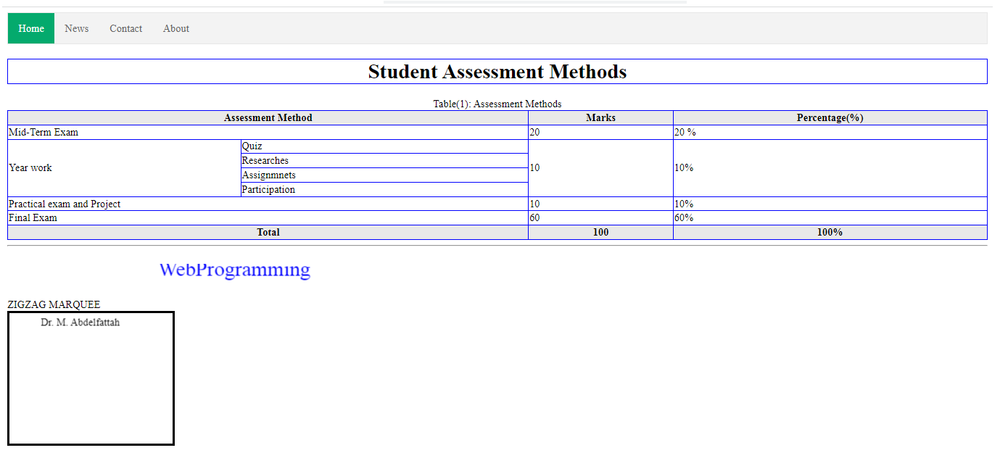 Home News Contact About
Student Assessment Methods
Table(1): Assessment Methods
Assessment Method Marks Percentage(%)
Mid-Term Exam 20 20 %
Year work Quiz 10 10%
Researches
Assignmnets
Participation
Practical exam and Project 10 10%
Final Exam 60 60%
Total 100 100%
WebProgramming
ZIGZAG MARQUEE
Dr. M. Abdelfattah